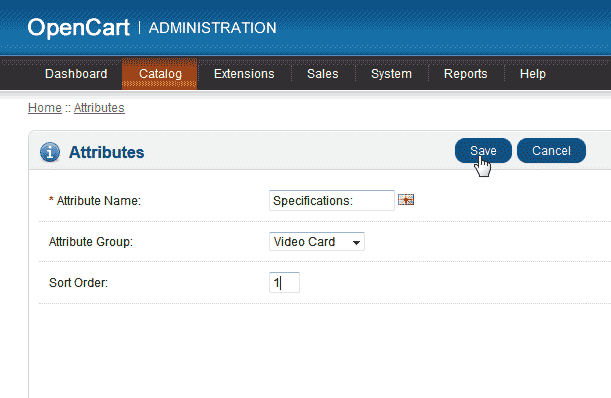 OpenCart | ADMINISTRATION
Dashboard Catalog Extensions Sales System Reports Help
Home :: Attributes
Attributes Save Cancel
* Attribute Name: Specifications:
Attribute Group: Video Card
Sort Order: 1